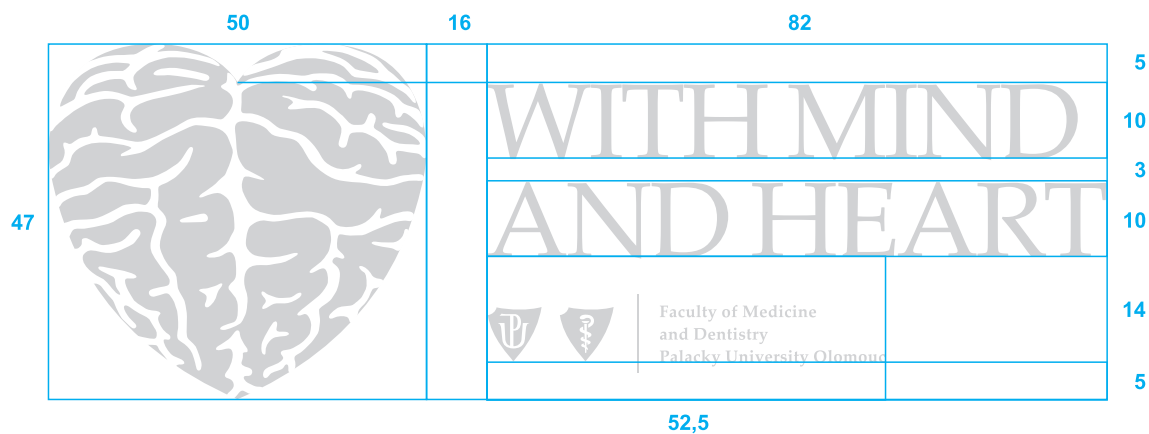 50 16 82
5
WITH MIND
10
3
47
AND HEART
10
Faculty of Medicine
14
and Dentistry
Palacky University Olomouc
5
52,5